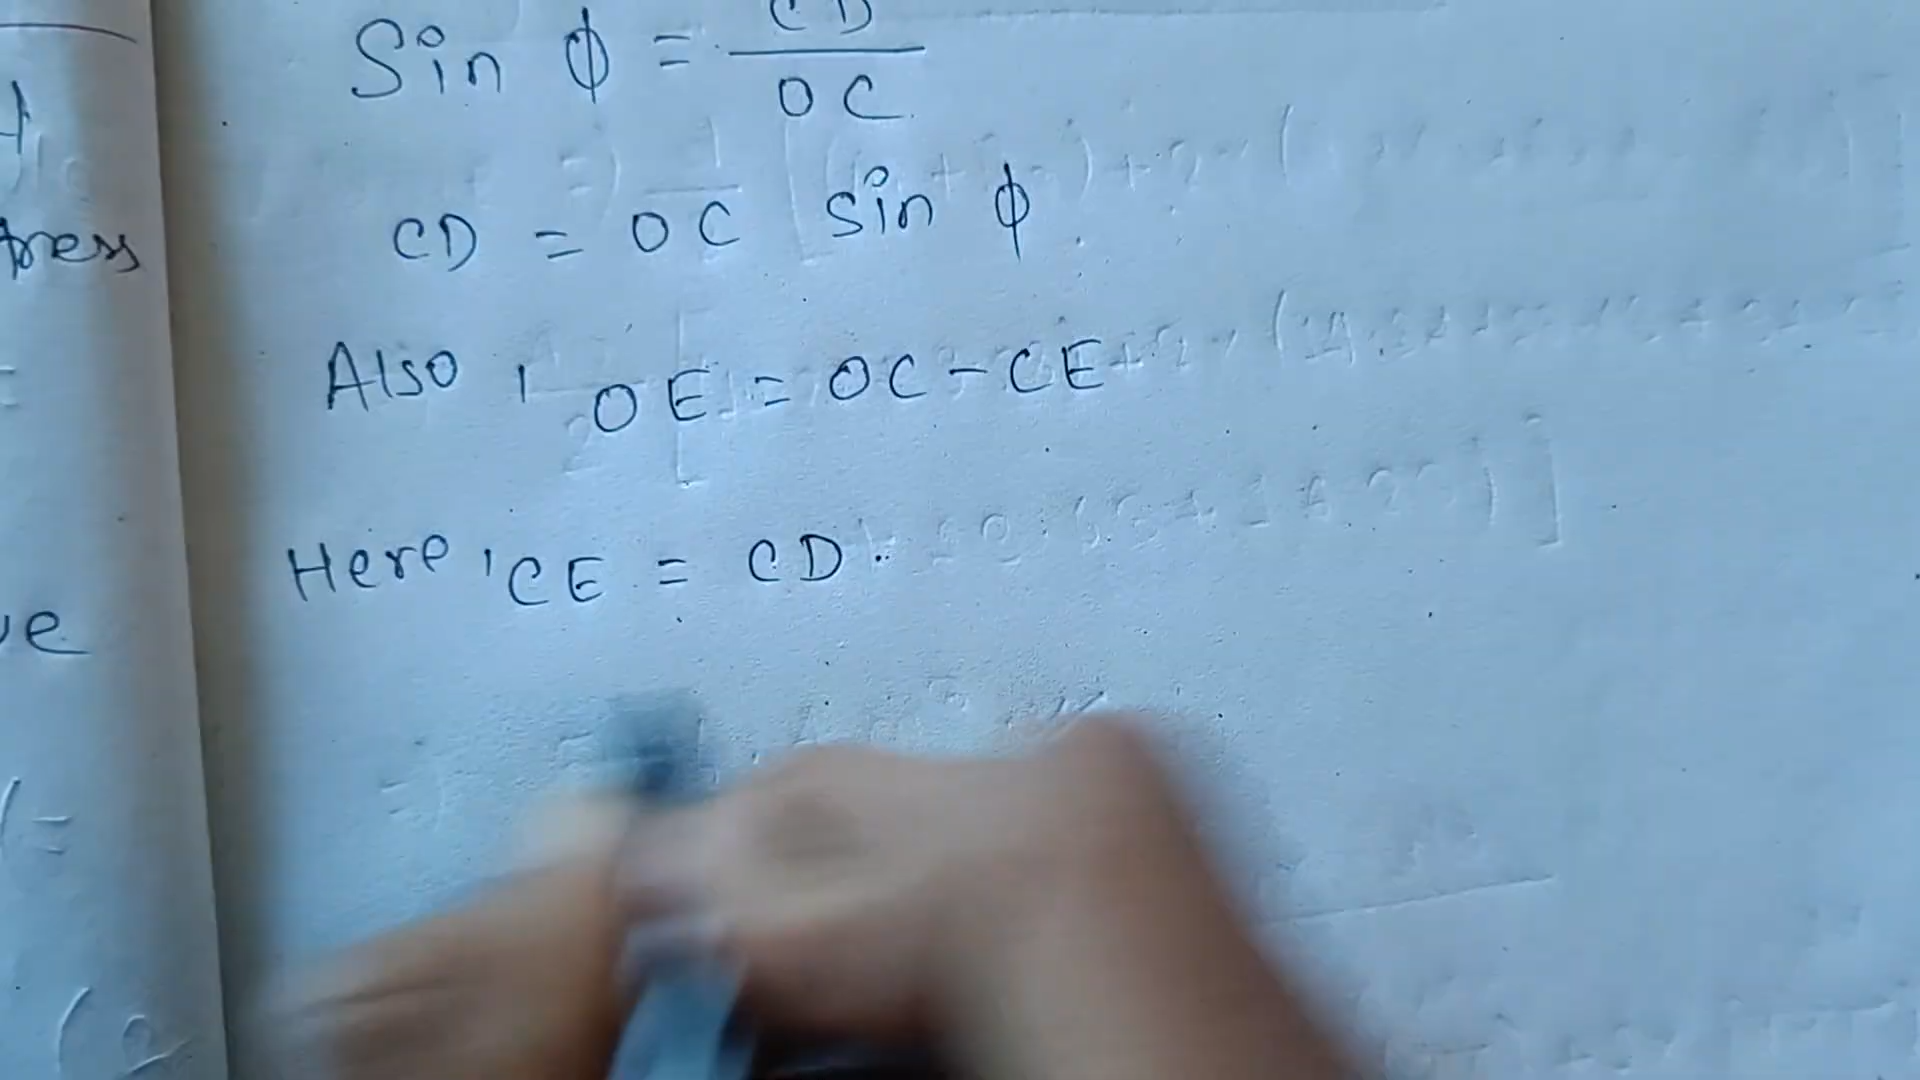 Sin φ = CD
OC
CD = OC Sin φ
Also, OE = OC - CE
Here, CE = CD.